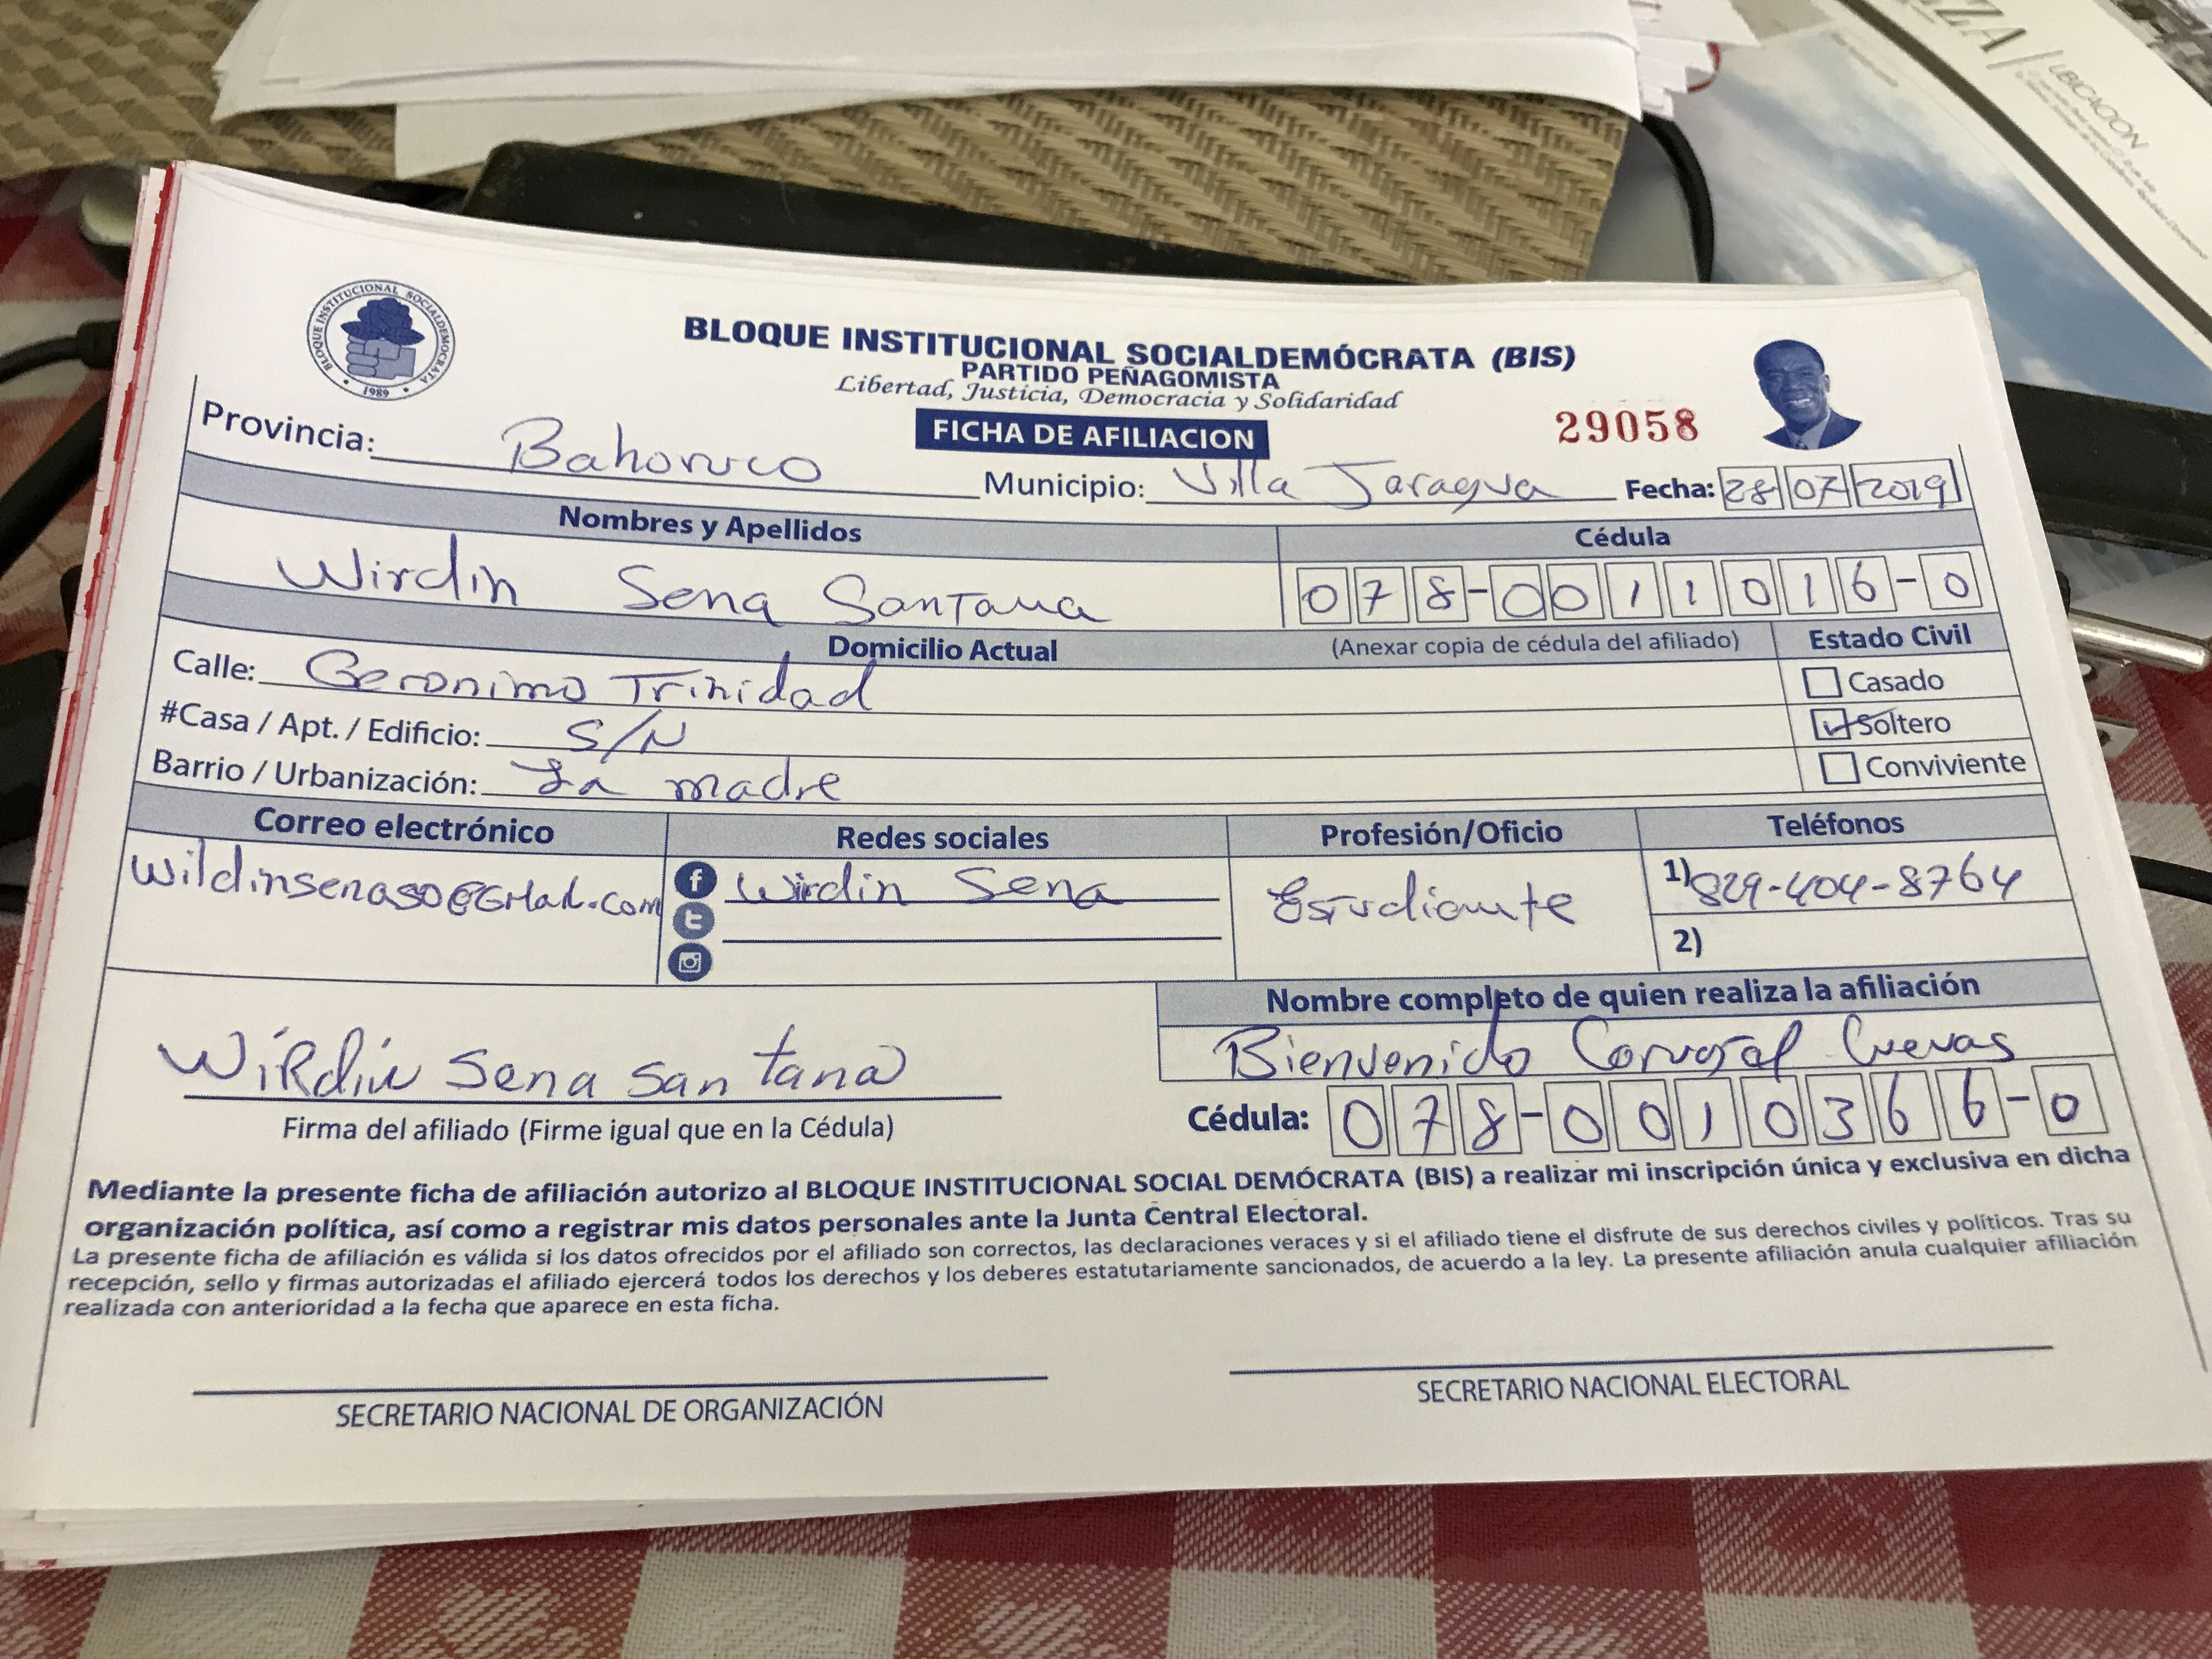 BLOQUE INSTITUCIONAL SOCIALDEMOCRATA
1989
BLOQUE INSTITUCIONAL SOCIALDEMÓCRATA (BIS)
PARTIDO PEÑAGOMISTA
Libertad, Justicia, Democracia y Solidaridad
FICHA DE AFILIACION
29058
Provincia: Bahoruco Municipio: Villa Jaragua Fecha: 28 07 2019
Nombres y Apellidos Cédula
Wirdin Sena Santana 078-0011016-0
Domicilio Actual (Anexar copia de cédula del afiliado) Estado Civil
Calle: Geronimo Trinidad Casado
#Casa / Apt. / Edificio: S/N Soltero
Barrio / Urbanización: La madre Conviviente
Correo electrónico Redes sociales Profesión/Oficio Teléfonos
Wirdin Sena Estudiante 1) 829-404-8764
2)
Nombre completo de quien realiza la afiliación
Bienvenido Cuevas
Wirdin Sena Santana
Firma del afiliado (Firme igual que en la Cédula)
Cédula: 078-0010366-0
Mediante la presente ficha de afiliación autorizo al BLOQUE INSTITUCIONAL SOCIAL DEMÓCRATA (BIS) a realizar mi inscripción única y exclusiva en dicha
organización política, así como a registrar mis datos personales ante la Junta Central Electoral.
La presente ficha de afiliación es válida si los datos ofrecidos por el afiliado son correctos, las declaraciones veraces y si el afiliado tiene el disfrute de sus derechos civiles y políticos. Tras su
recepción, sello y firmas autorizadas el afiliado ejercerá todos los derechos y los deberes estatutariamente sancionados, de acuerdo a la ley. La presente afiliación anula cualquier afiliación
realizada con anterioridad a la fecha que aparece en esta ficha.
SECRETARIO NACIONAL DE ORGANIZACIÓN SECRETARIO NACIONAL ELECTORAL
ZZA
UBICACIÓN